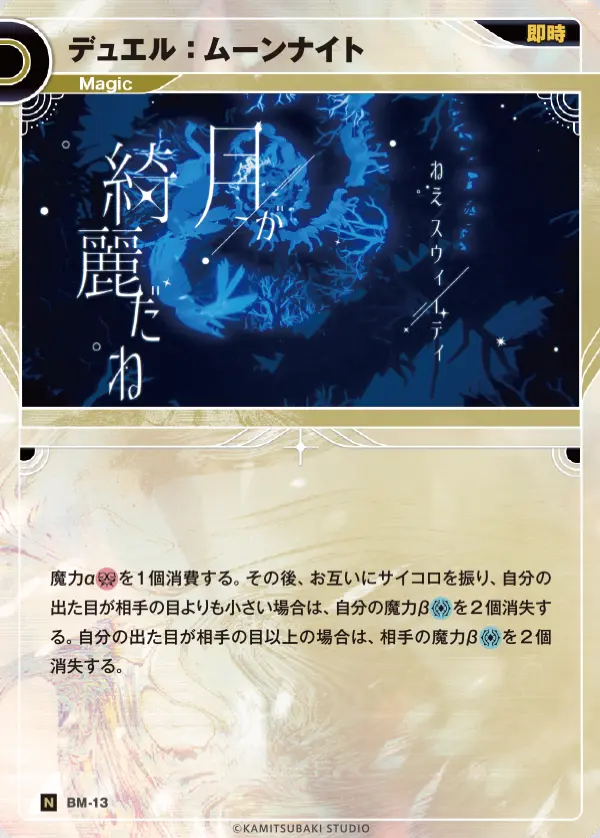 即時
デュエル：ムーンナイト
Magic
月が
綺麗だね
ねえスウィーティ
魔力αを1個消費する。その後、お互いにサイコロを振り、自分の
出た目が相手の目よりも小さい場合は、自分の魔力βを2個消失す
る。自分の出た目が相手の目以上の場合は、相手の魔力βを2個
消失する。
N BM-13
©KAMITSUBAKI STUDIO